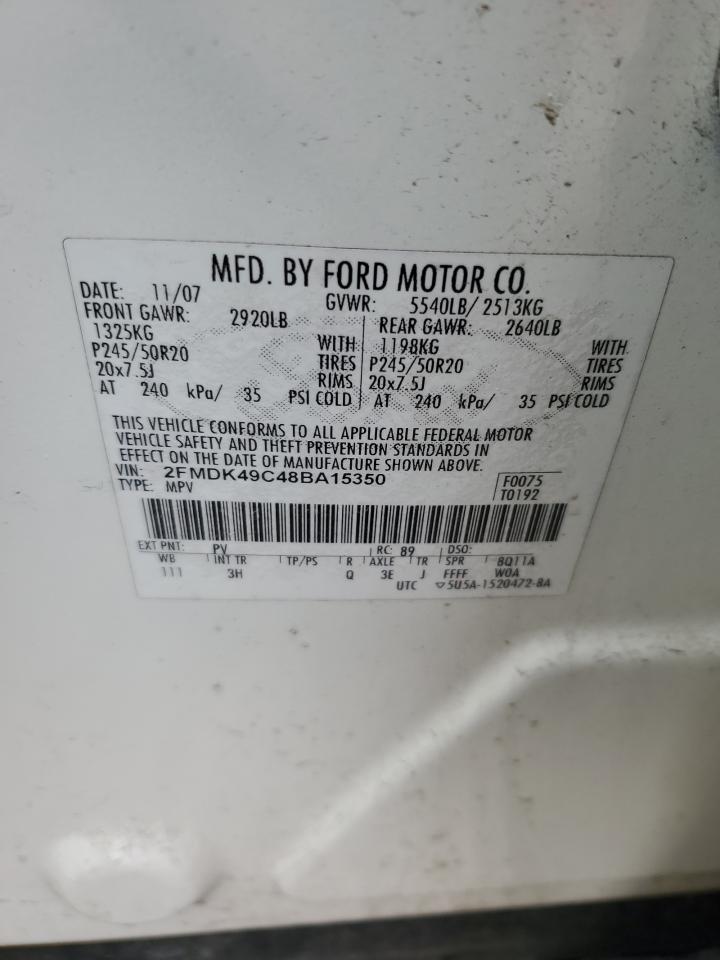 MFD. BY FORD MOTOR CO.
DATE: 11/07 GVWR: 5540LB/ 2513KG
FRONT GAWR: 2920LB REAR GAWR: 2640LB
1325KG WITH 1198KG WITH
P245/50R20 TIRES P245/50R20 TIRES
20x7.5J RIMS 20x7.5J RIMS
AT 240 kPa/ 35 PSI COLD AT 240 kPa/ 35 PSI COLD
THIS VEHICLE CONFORMS TO ALL APPLICABLE FEDERAL MOTOR
VEHICLE SAFETY AND THEFT PREVENTION STANDARDS IN
EFFECT ON THE DATE OF MANUFACTURE SHOWN ABOVE.
VIN: 2FMDK49C48BA15350 F0075
TYPE: MPV T0192
EXT PNT: PV RC: 89 DSO:
WB INT TR TP/PS R AXLE TR SPR 8Q11A
111 3H Q 3E J FFFF W0A
UTC ▽5U5A-1520472-BA